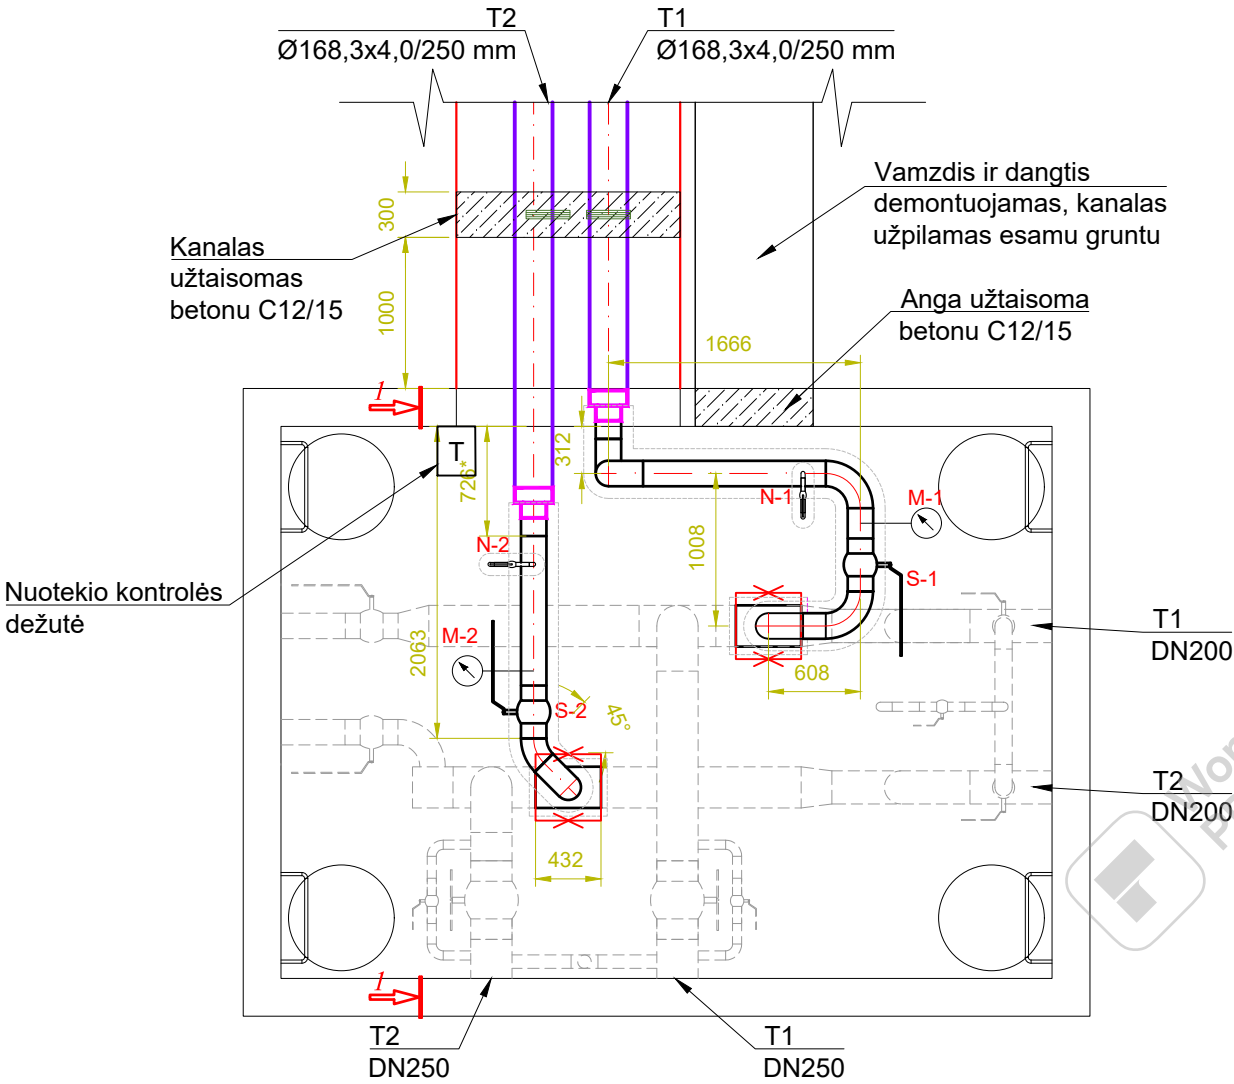 T2
Ø168,3x4,0/250 mm
T1
Ø168,3x4,0/250 mm
Vamzdis ir dangtis
demontuojamas, kanalas
užpilamas esamu gruntu
300
Kanalas
užtaisomas
betonu C12/15
1000
Anga užtaisoma
betonu C12/15
1666
1
T
312
726*
N-1
M-1
N-2
1008
S-1
Nuotekio kontrolės
dežutė
M-2
2063
T1
DN200
608
S-2
45°
T2
DN200
432
1
T2
DN250
T1
DN250